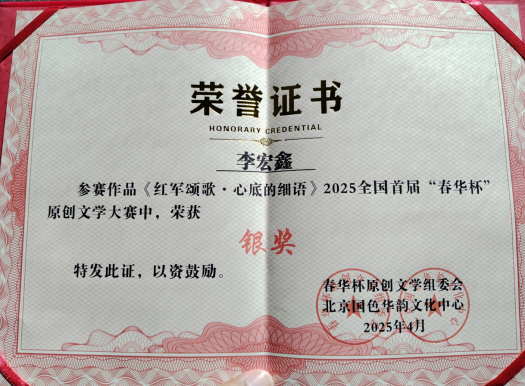 荣誉证书
HONORARY CREDENTIAL
李宏鑫
参赛作品《红军颂歌·心底的细语》2025全国首届“春华杯”
原创文学大赛中，荣获
银奖
特发此证，以资鼓励。
春华杯原创文学组委会
北京国色华韵文化中心
2025年4月